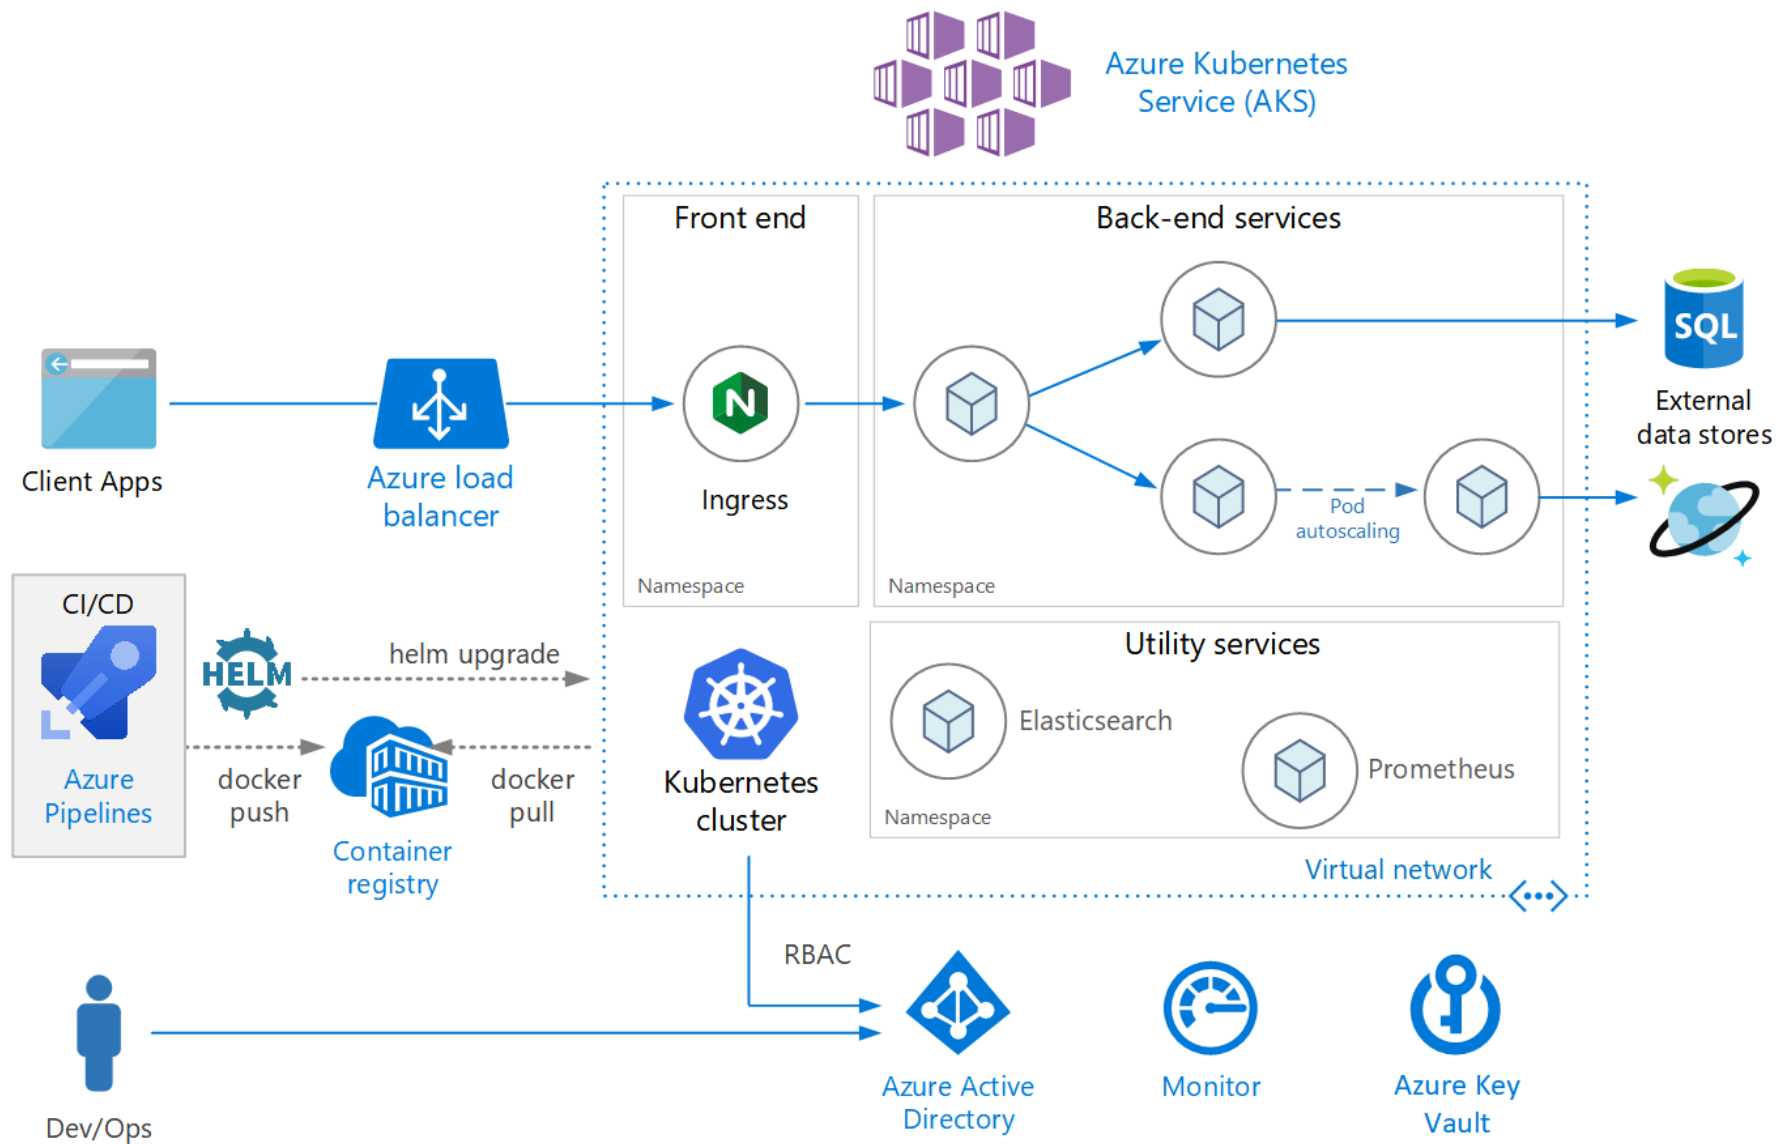 Azure Kubernetes
Service (AKS)
Front end
Back-end services
SQL
External
data stores
Client Apps
Azure load
balancer
N
Ingress
Pod
autoscaling
Namespace
Namespace
CI/CD
HELM
helm upgrade
Azure
Pipelines
docker
push
docker
pull
Container
registry
Kubernetes
cluster
Utility services
Elasticsearch
Prometheus
Namespace
Virtual network
RBAC
Dev/Ops
Azure Active
Directory
Monitor
Azure Key
Vault